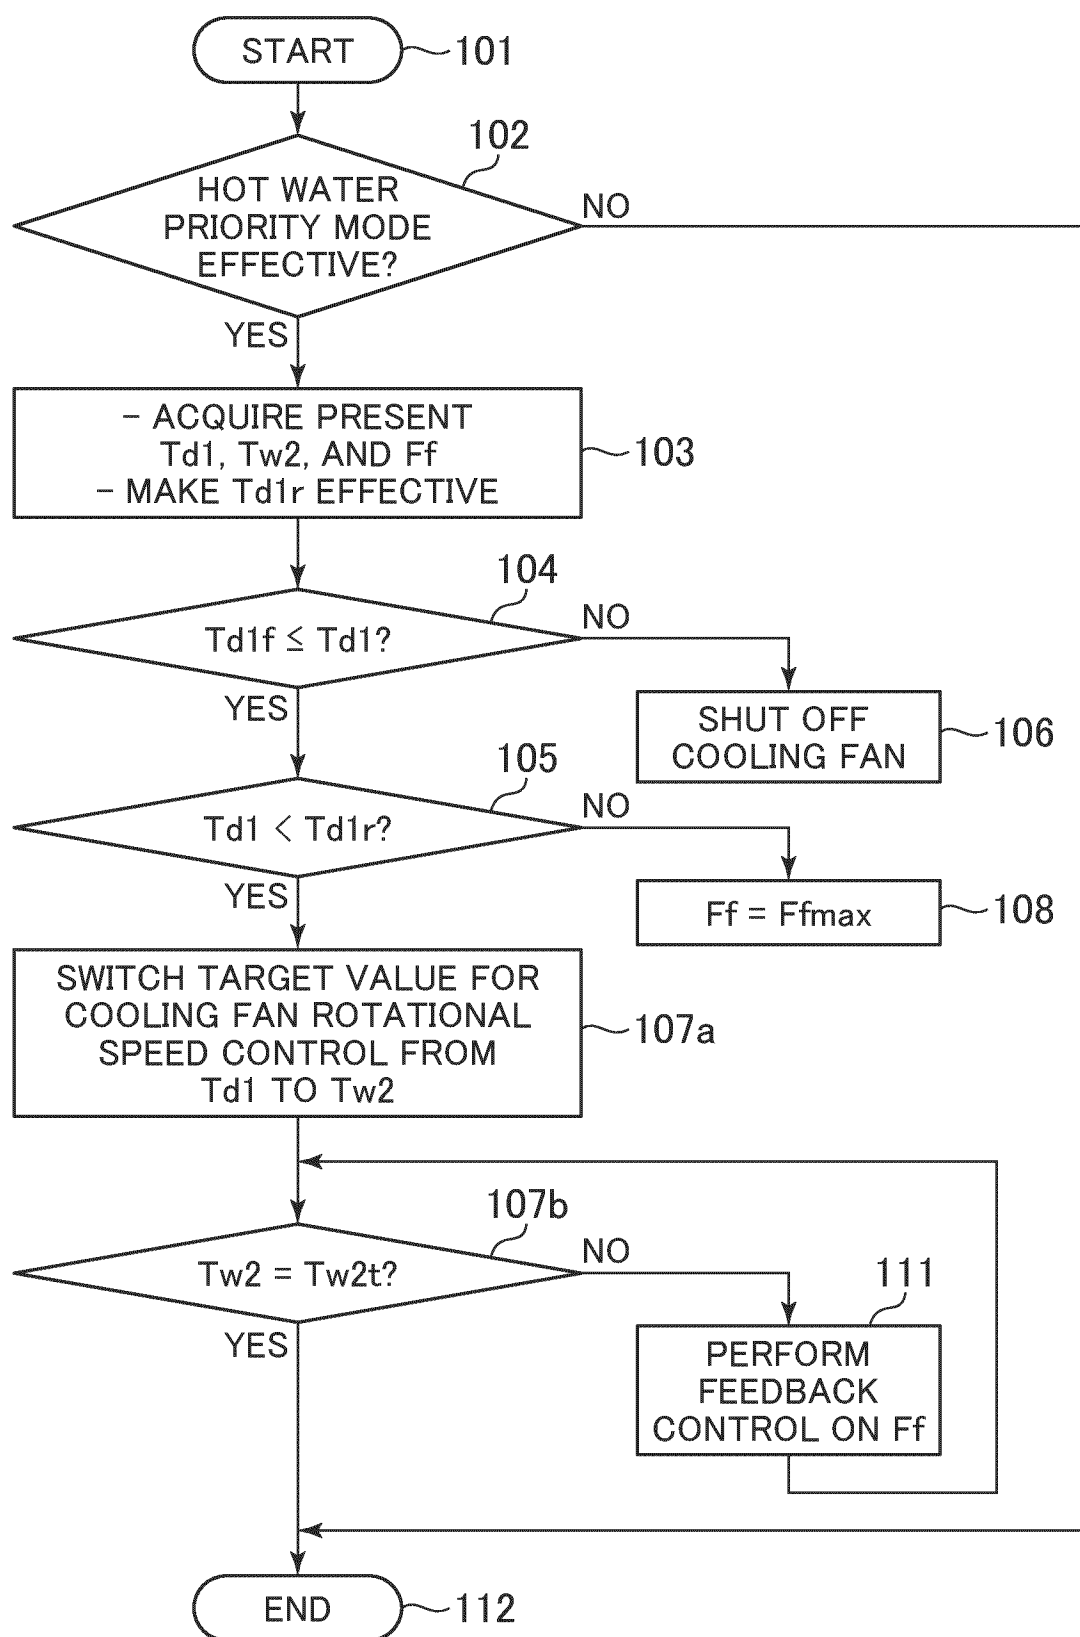 START
101
102
HOT WATER
PRIORITY MODE
EFFECTIVE?
NO
YES
– ACQUIRE PRESENT
Td1, Tw2, AND Ff
– MAKE Td1r EFFECTIVE
103
104
Td1f ≤ Td1?
NO
YES
SHUT OFF
COOLING FAN
106
105
Td1 < Td1r?
NO
YES
Ff = Ffmax
108
SWITCH TARGET VALUE FOR
COOLING FAN ROTATIONAL
SPEED CONTROL FROM
Td1 TO Tw2
107a
107b
Tw2 = Tw2t?
NO
YES
111
PERFORM
FEEDBACK
CONTROL ON Ff
END
112